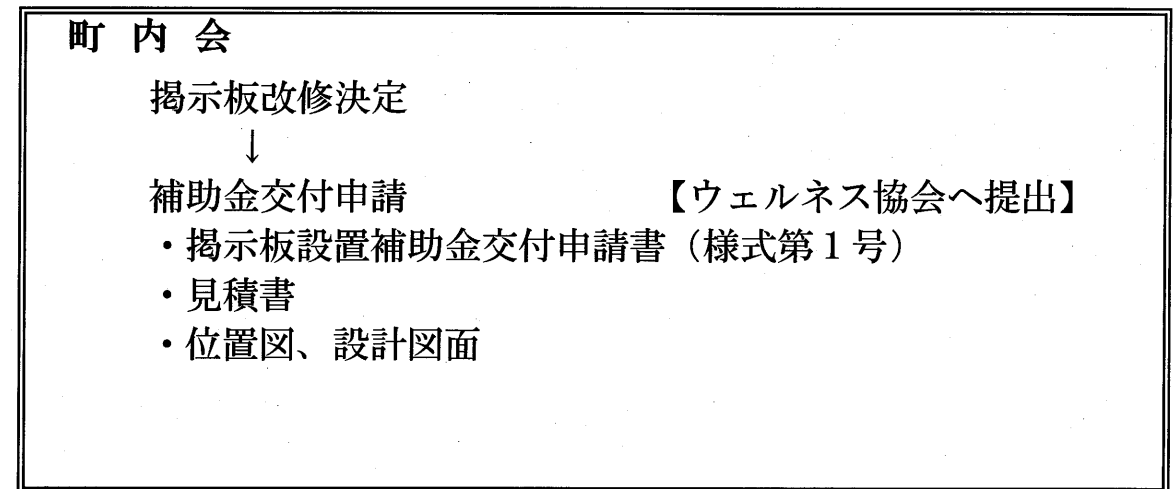 町 内 会
掲示板改修決定
↓
補助金交付申請 【ウェルネス協会へ提出】
・掲示板設置補助金交付申請書（様式第１号）
・見積書
・位置図、設計図面